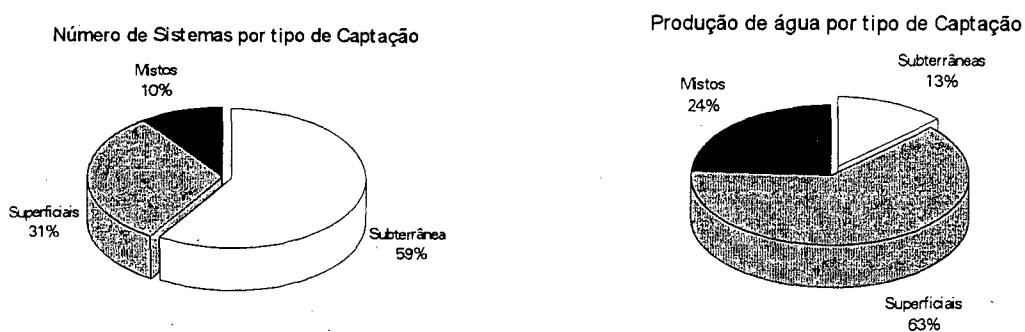 Número de Sistemas por tipo de Captação
Mistos
10%
Superficiais
31%
Subterrânea
59%
Produção de água por tipo de Captação
Subterrâneas
13%
Mistos
24%
Superficiais
63%